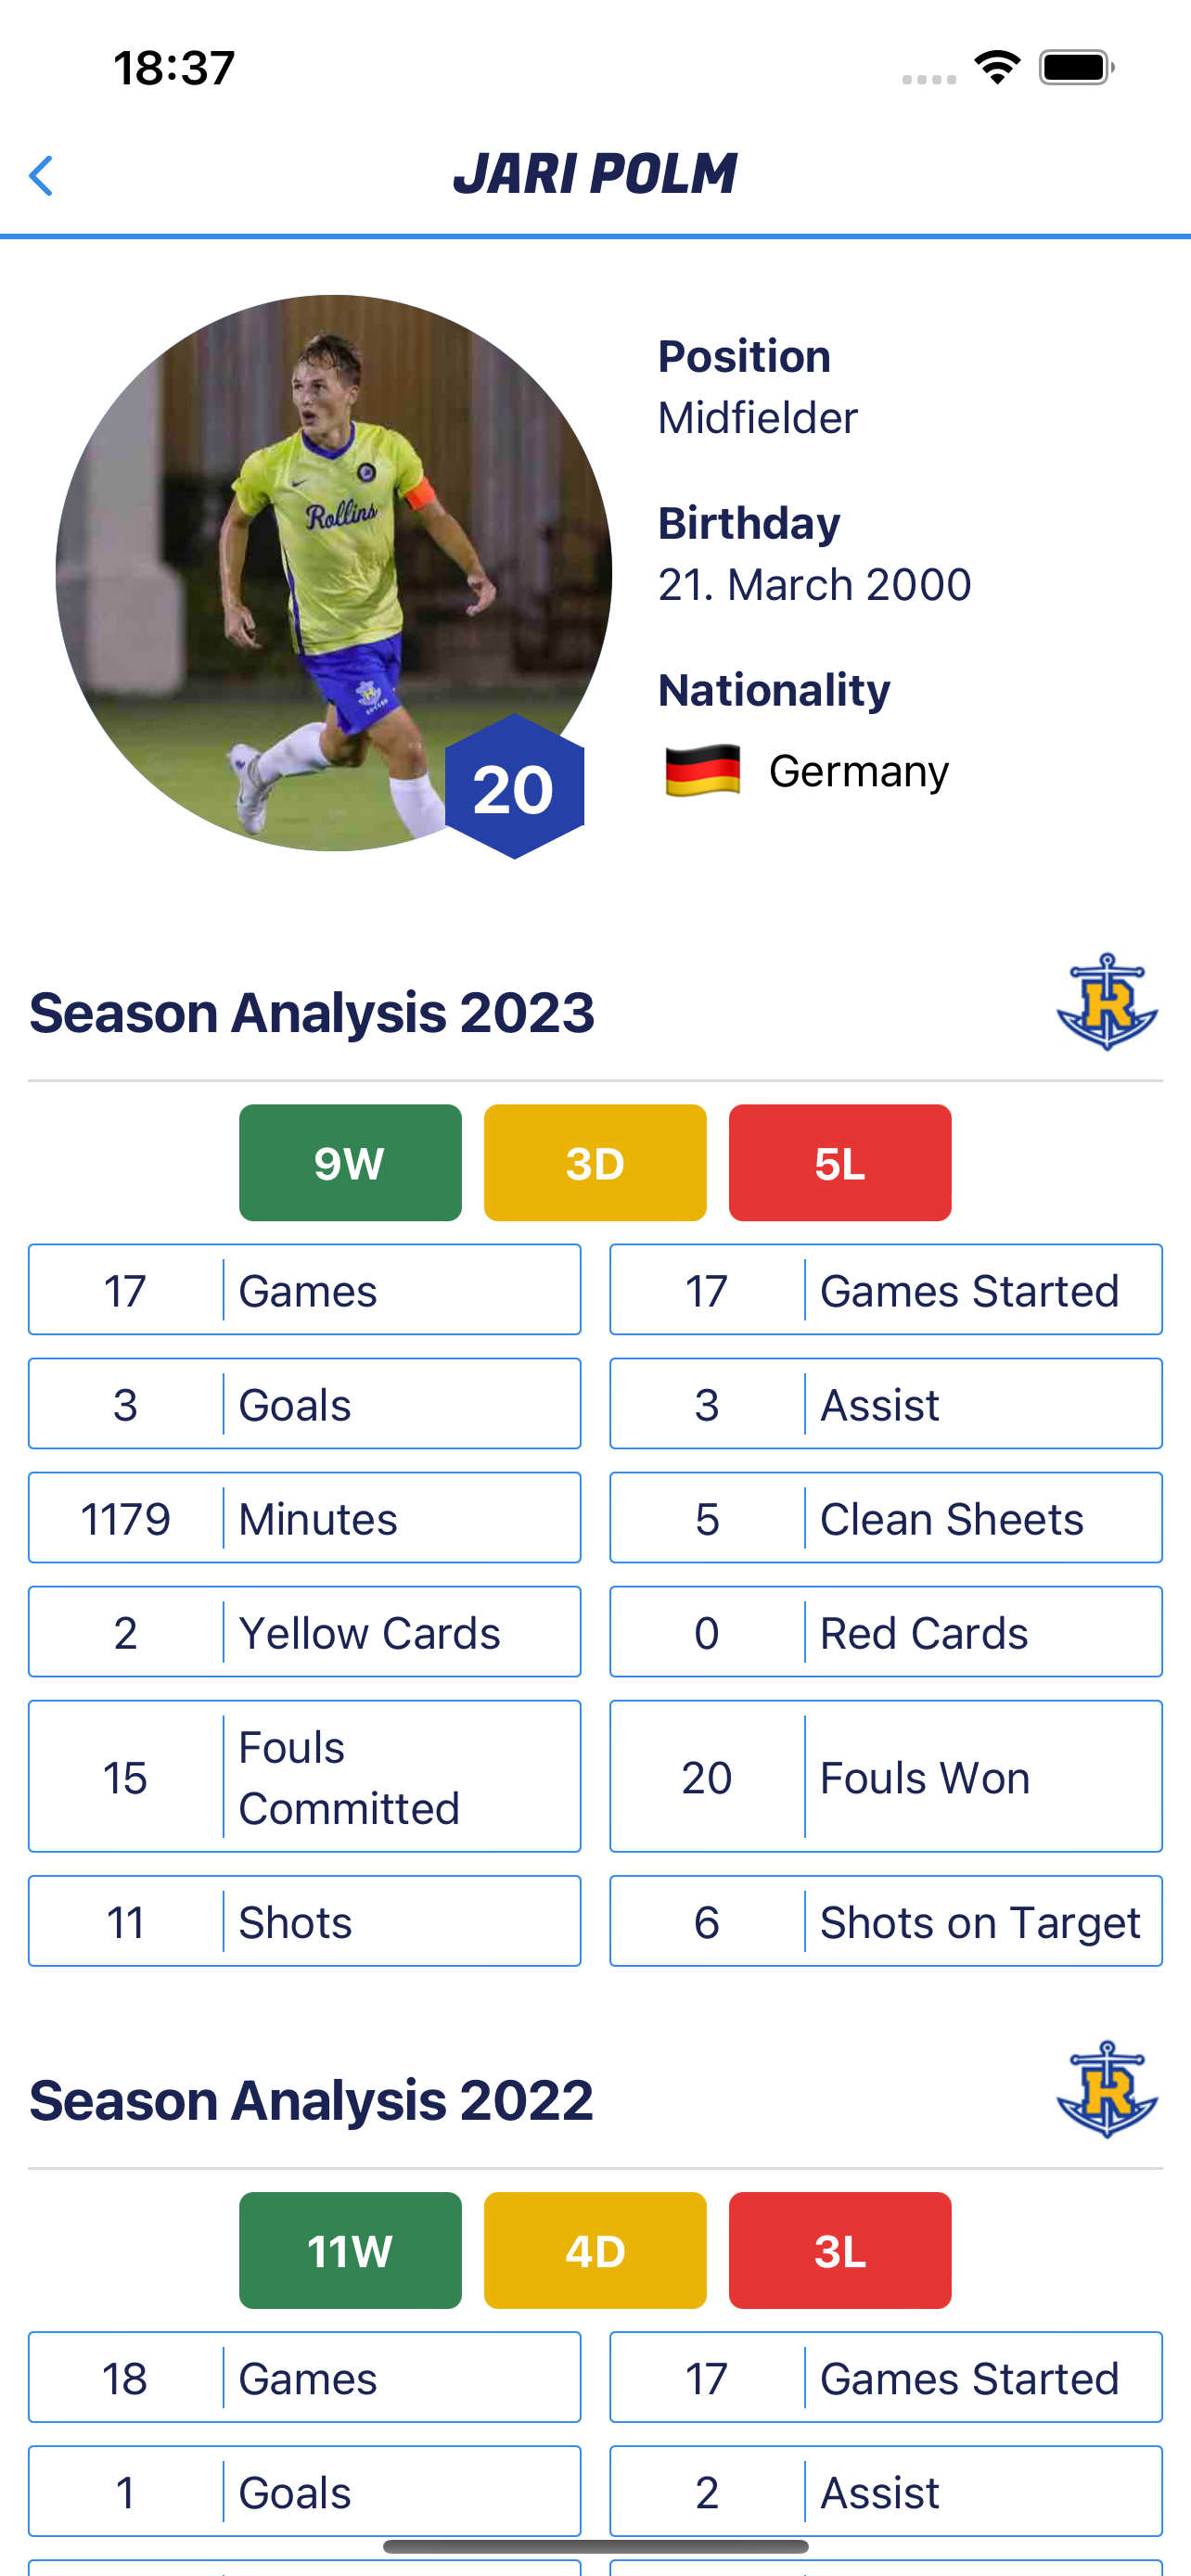 18:37
JARI POLM
Position
Midfielder
Birthday
21. March 2000
Nationality
Germany
Rollins
SOCCER
20
Season Analysis 2023
R
9W 3D 5L
17 Games 17 Games Started
3 Goals 3 Assist
1179 Minutes 5 Clean Sheets
2 Yellow Cards 0 Red Cards
15 Fouls Committed 20 Fouls Won
11 Shots 6 Shots on Target
Season Analysis 2022
R
11W 4D 3L
18 Games 17 Games Started
1 Goals 2 Assist